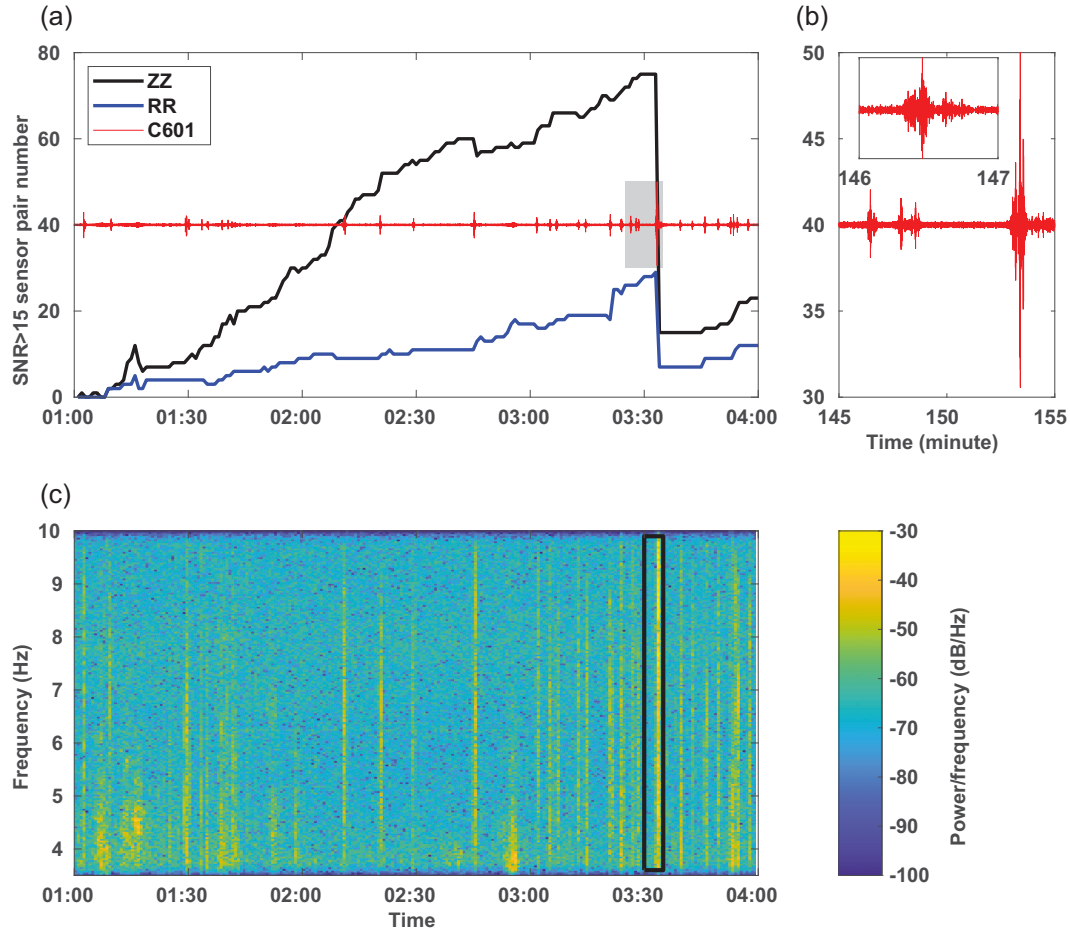 (a)
(b)
SNR>15 sensor pair number
80
60
40
20
0
ZZ
RR
C601
01:00 01:30 02:00 02:30 03:00 03:30 04:00
50
45
40
35
30
146 147
145 150 155
Time (minute)
(c)
Frequency (Hz)
10
9
8
7
6
5
4
01:00 01:30 02:00 02:30 03:00 03:30 04:00
Time
-30
-40
-50
-60
-70
-80
-90
-100
Power/frequency (dB/Hz)